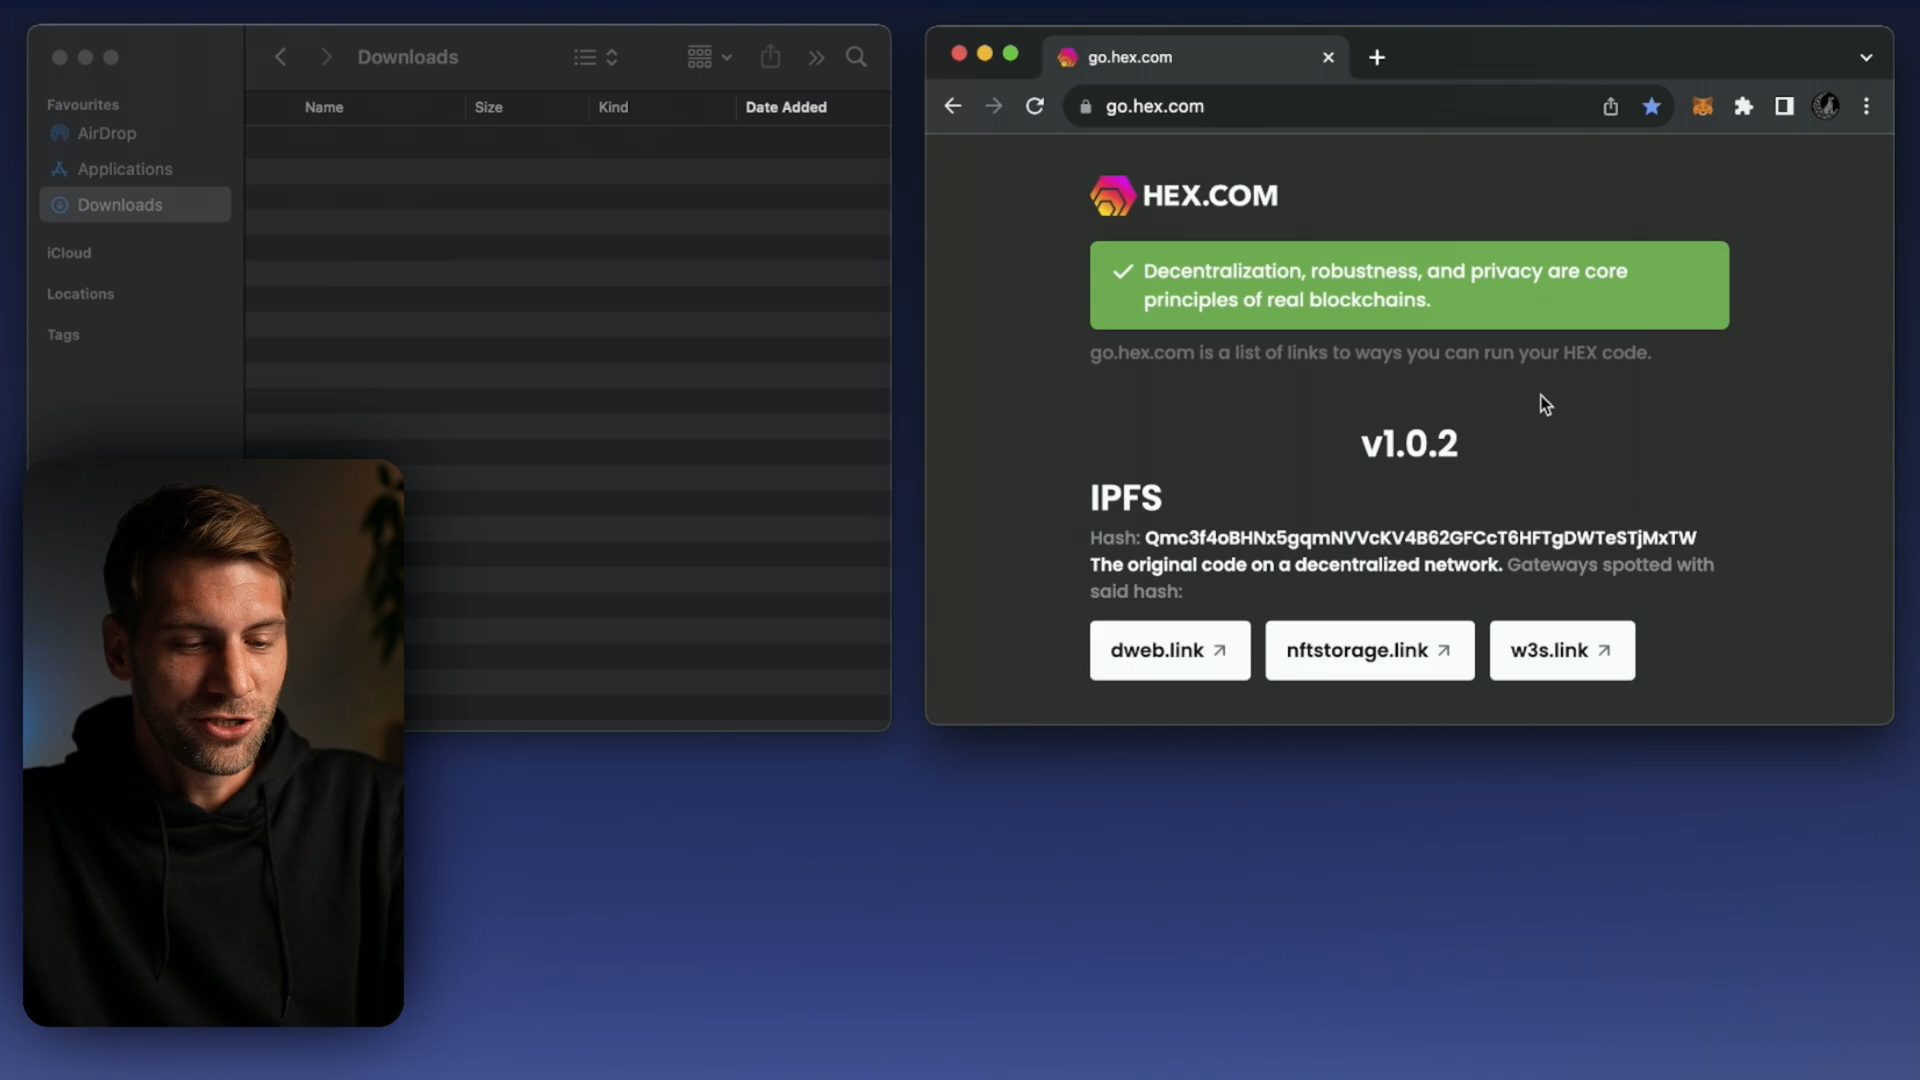 Downloads
Favourites
AirDrop
Applications
Downloads
iCloud
Locations
Tags
Name Size Kind Date Added
go.hex.com
go.hex.com
HEX.COM
Decentralization, robustness, and privacy are core
principles of real blockchains.
go.hex.com is a list of links to ways you can run your HEX code.
v1.0.2
IPFS
Hash: Qmc3f4oBHNx5gqmNVVcKV4B62GFCcT6HFTgDWTeSTjMxTW
The original code on a decentralized network. Gateways spotted with
said hash:
dweb.link nftstorage.link w3s.link